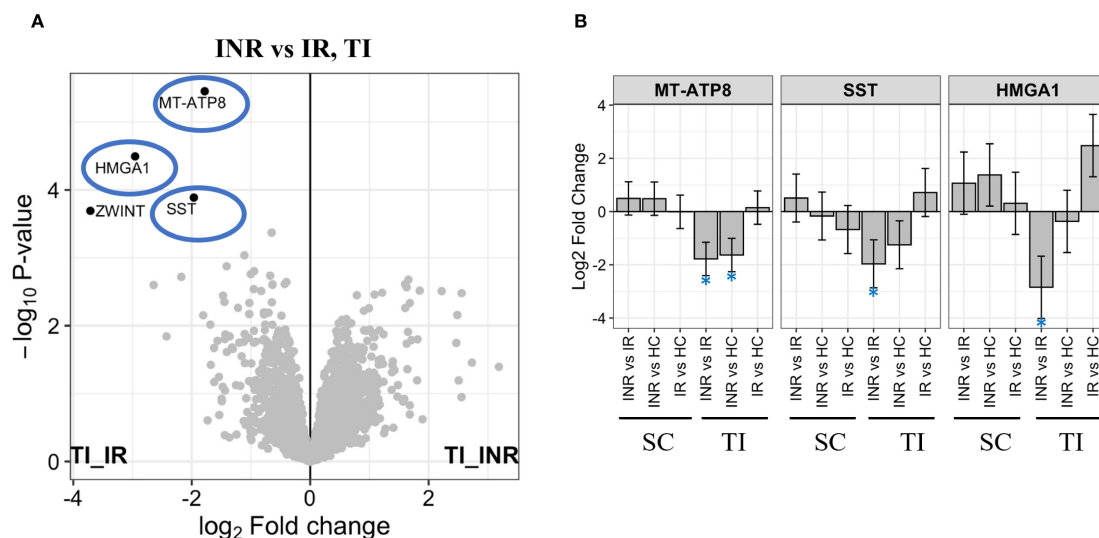 A
INR vs IR, TI
MT-ATP8
HMGA1
ZWINT
SST
4
2
0
− log10 P-value
TI_IR
TI_INR
-4
-2
0
2
log2 Fold change
B
MT-ATP8
SST
HMGA1
4
2
0
-2
-4
Log2 Fold Change
*
*
*
*
INR vs IR
INR vs HC
IR vs HC
INR vs IR
INR vs HC
IR vs HC
INR vs IR
INR vs HC
IR vs HC
INR vs IR
INR vs HC
IR vs HC
INR vs IR
INR vs HC
IR vs HC
INR vs IR
INR vs HC
IR vs HC
SC
TI
SC
TI
SC
TI